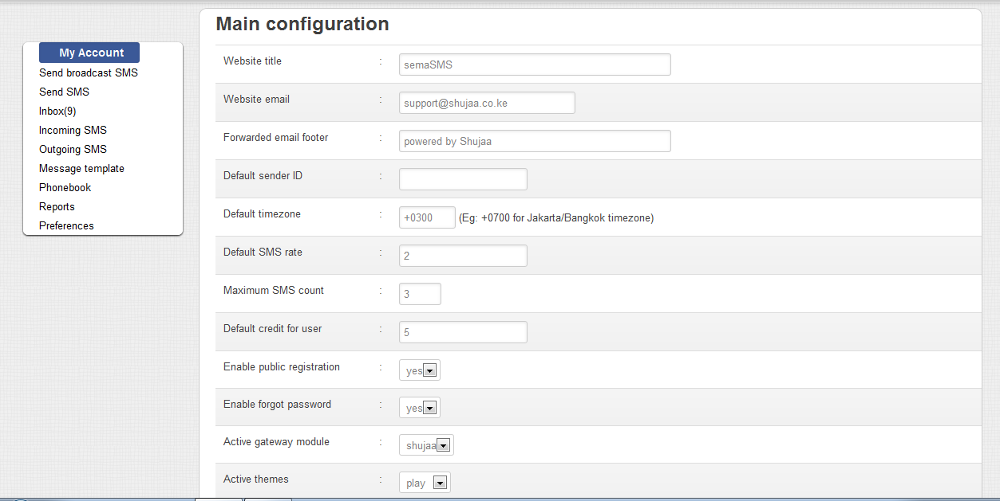 Main configuration
My Account
Send broadcast SMS
Send SMS
Inbox(9)
Incoming SMS
Outgoing SMS
Message template
Phonebook
Reports
Preferences
Website title : semaSMS
Website email : support@shujaa.co.ke
Forwarded email footer : powered by Shujaa
Default sender ID :
Default timezone : +0300 (Eg: +0700 for Jakarta/Bangkok timezone)
Default SMS rate : 2
Maximum SMS count : 3
Default credit for user : 5
Enable public registration : yes
Enable forgot password : yes
Active gateway module : shujaa
Active themes : play